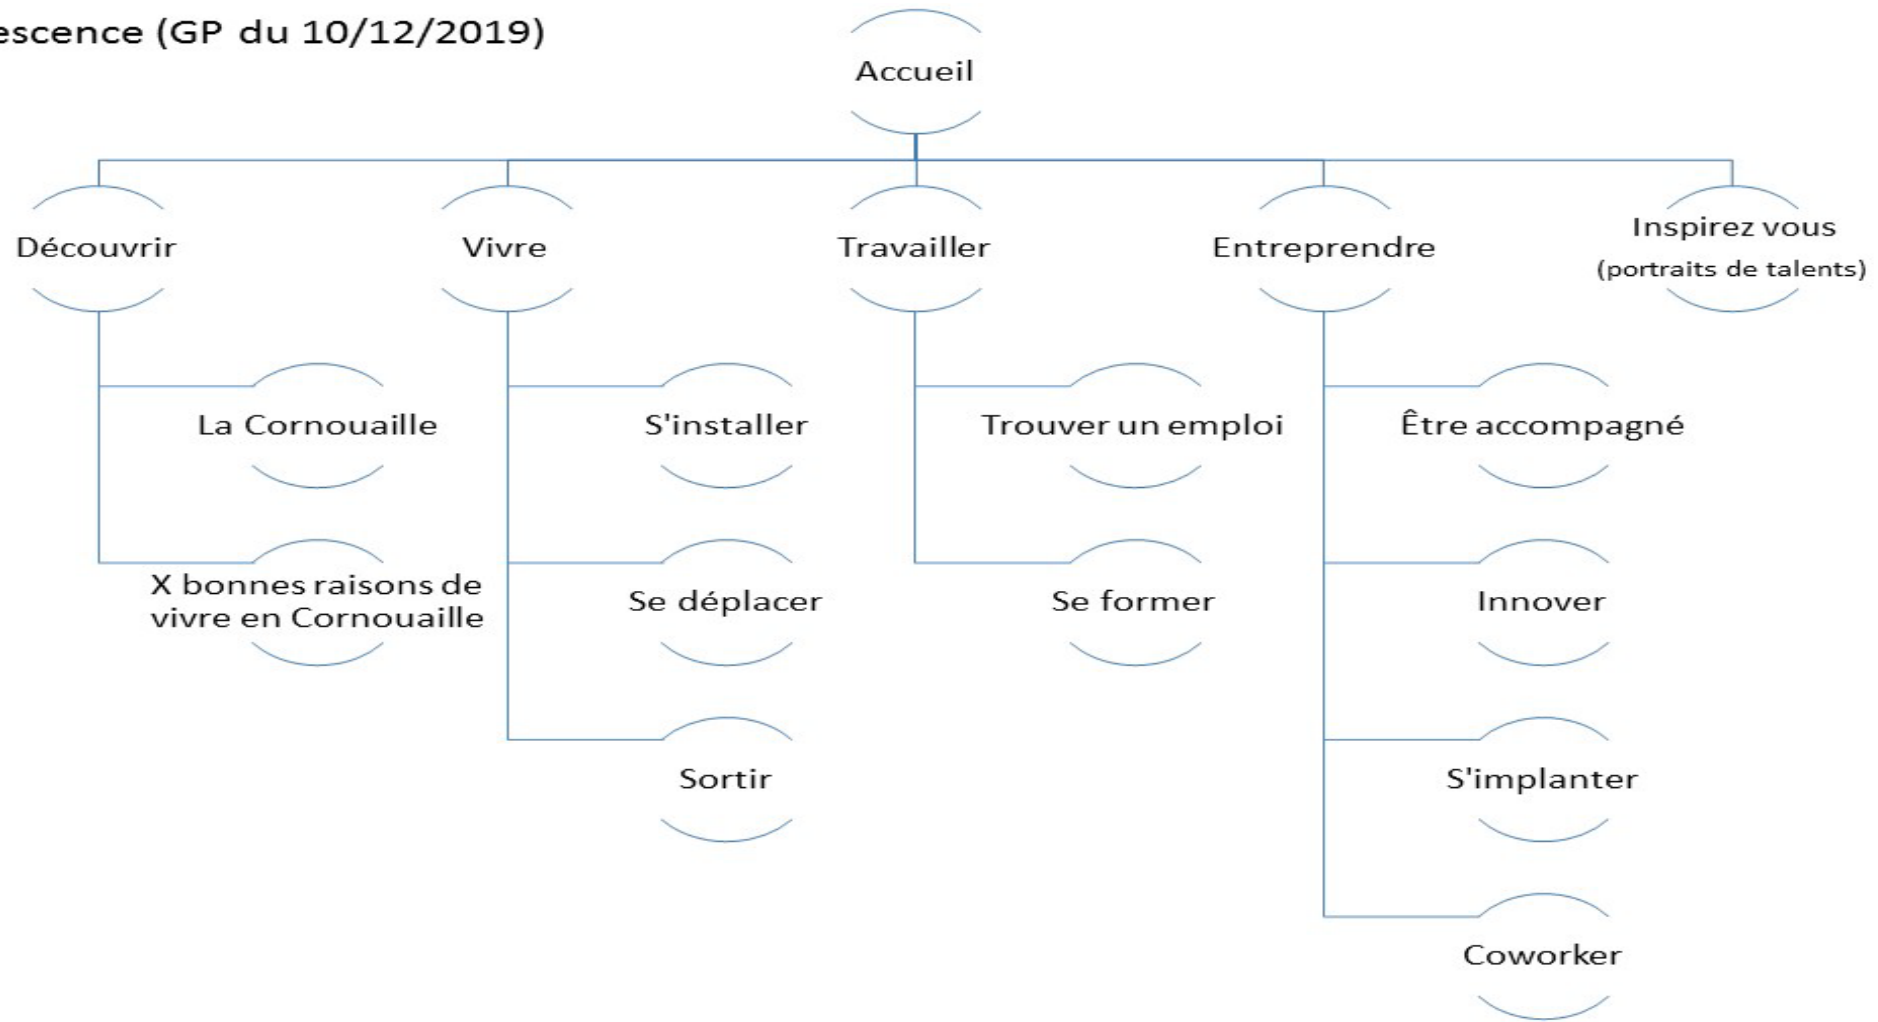 escence (GP du 10/12/2019)
Accueil
Découvrir
Vivre
Travailler
Entreprendre
Inspirez vous
(portraits de talents)
La Cornouaille
S'installer
Trouver un emploi
Être accompagné
X bonnes raisons de
vivre en Cornouaille
Se déplacer
Se former
Innover
Sortir
S'implanter
Coworker